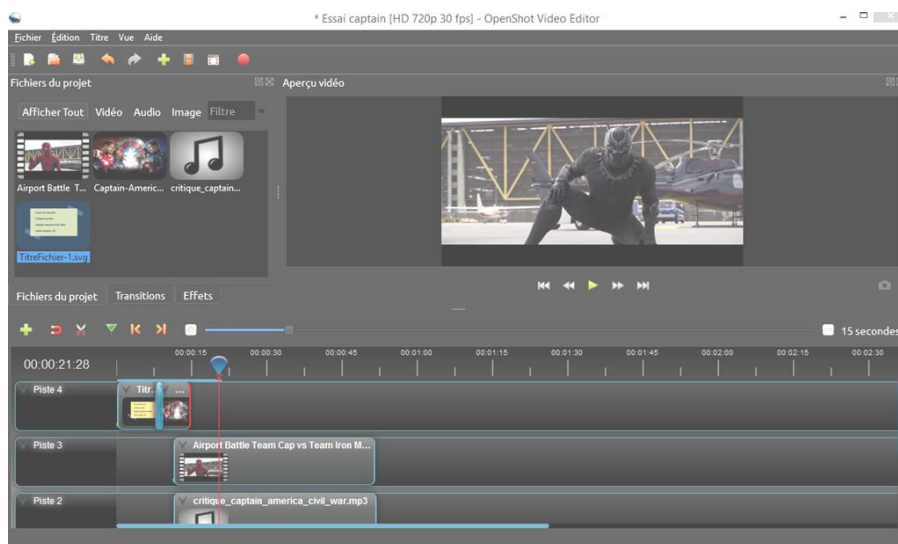 * Essai captain [HD 720p 30 fps] - OpenShot Video Editor
Fichier Édition Titre Vue Aide
Fichiers du projet
Aperçu vidéo
Afficher Tout Vidéo Audio Image Filtre
Airport Battle T... Captain-Americ... critique_captain...
TitreFichier-1.svg
Fichiers du projet Transitions Effets
15 secondes
00:00:21:28
00:00:15 00:00:30 00:00:45 00:01:00 00:01:15 00:01:30 00:01:45 00:02:00 00:02:15 00:02:30
Piste 4
Titr. ...
Piste 3
Airport Battle Team Cap vs Team Iron M...
Piste 2
critique_captain_america_civil_war.mp3